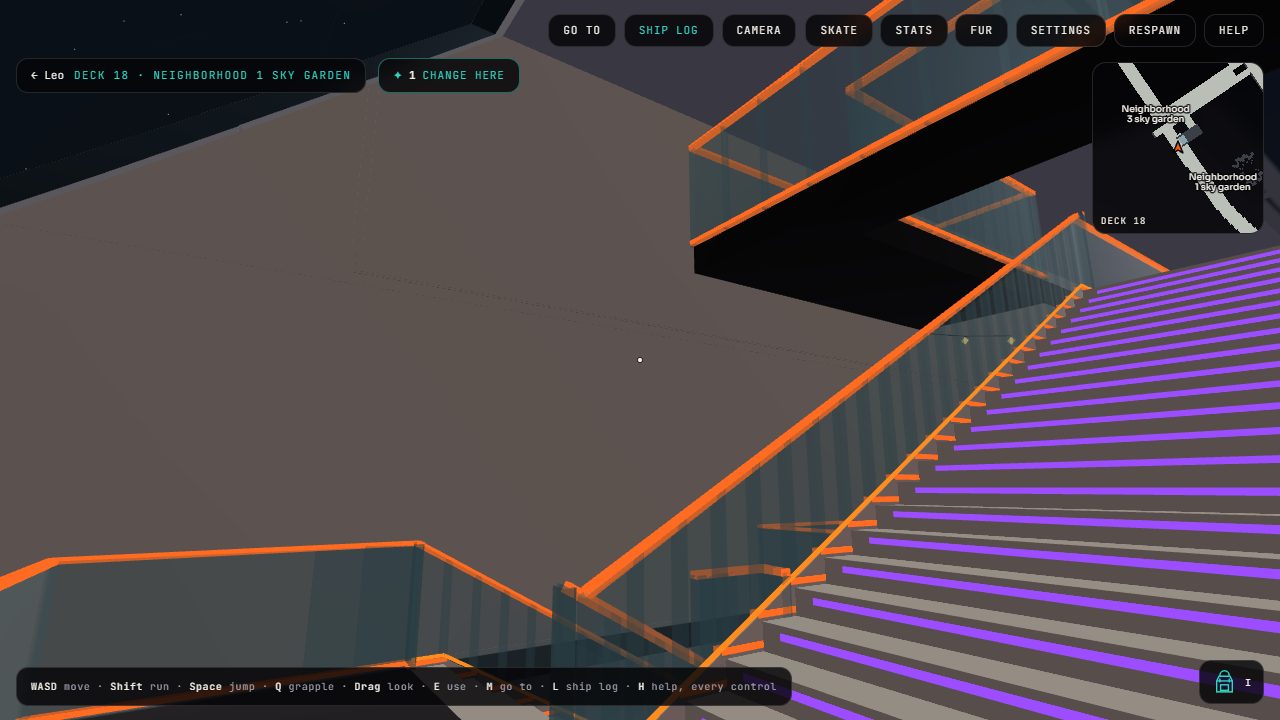 GO TO
SHIP LOG
CAMERA
SKATE
STATS
FUR
SETTINGS
RESPAWN
HELP
← Leo DECK 18 · NEIGHBORHOOD 1 SKY GARDEN
✦ 1 CHANGE HERE
Neighborhood
3 sky garden
Neighborhood
1 sky garden
DECK 18
WASD move · Shift run · Space jump · Q grapple · Drag look · E use · M go to · L ship log · H help, every control
I